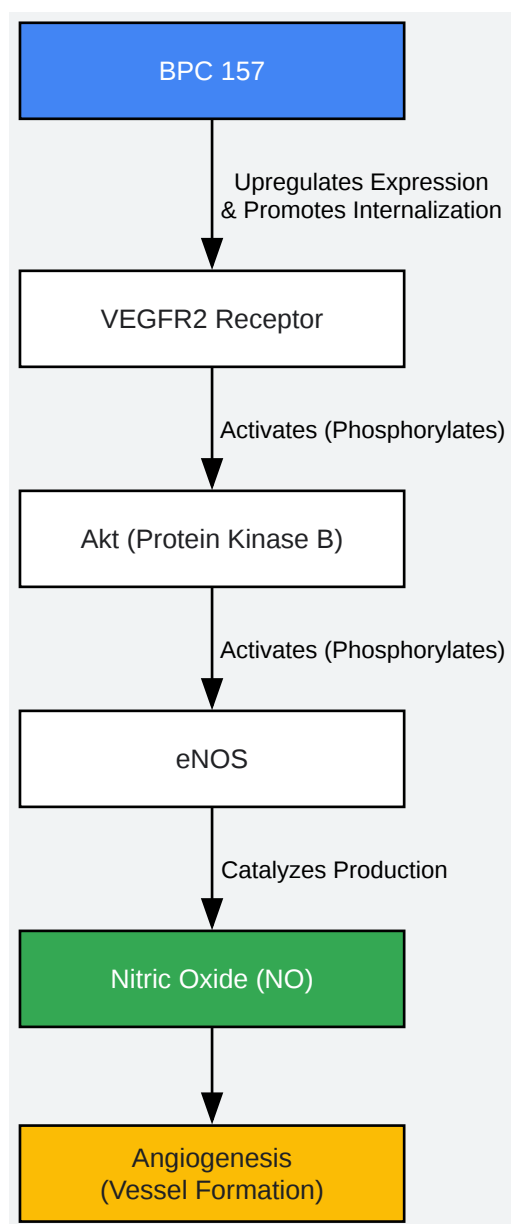 BPC 157
Upregulates Expression
& Promotes Internalization
VEGFR2 Receptor
Activates (Phosphorylates)
Akt (Protein Kinase B)
Activates (Phosphorylates)
eNOS
Catalyzes Production
Nitric Oxide (NO)
Angiogenesis
(Vessel Formation)